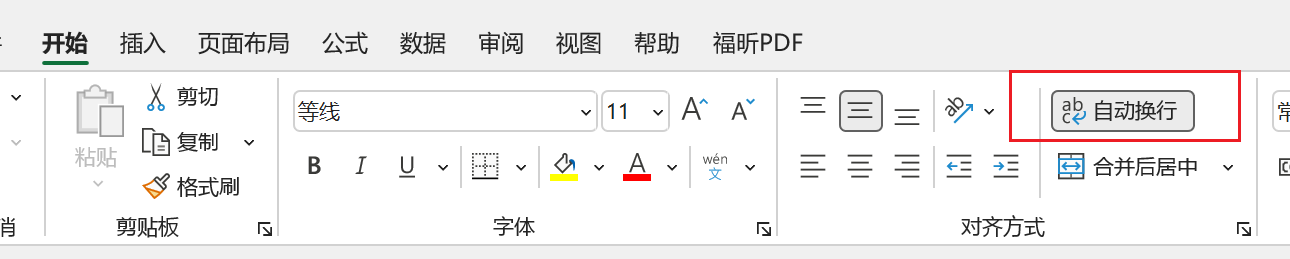 开始 插入 页面布局 公式 数据 审阅 视图 帮助 福昕PDF
剪切 等线 11 A A ab ab c 自动换行
粘贴 复制 B I U A wén 文 合并后居中
格式刷
剪贴板 字体 对齐方式